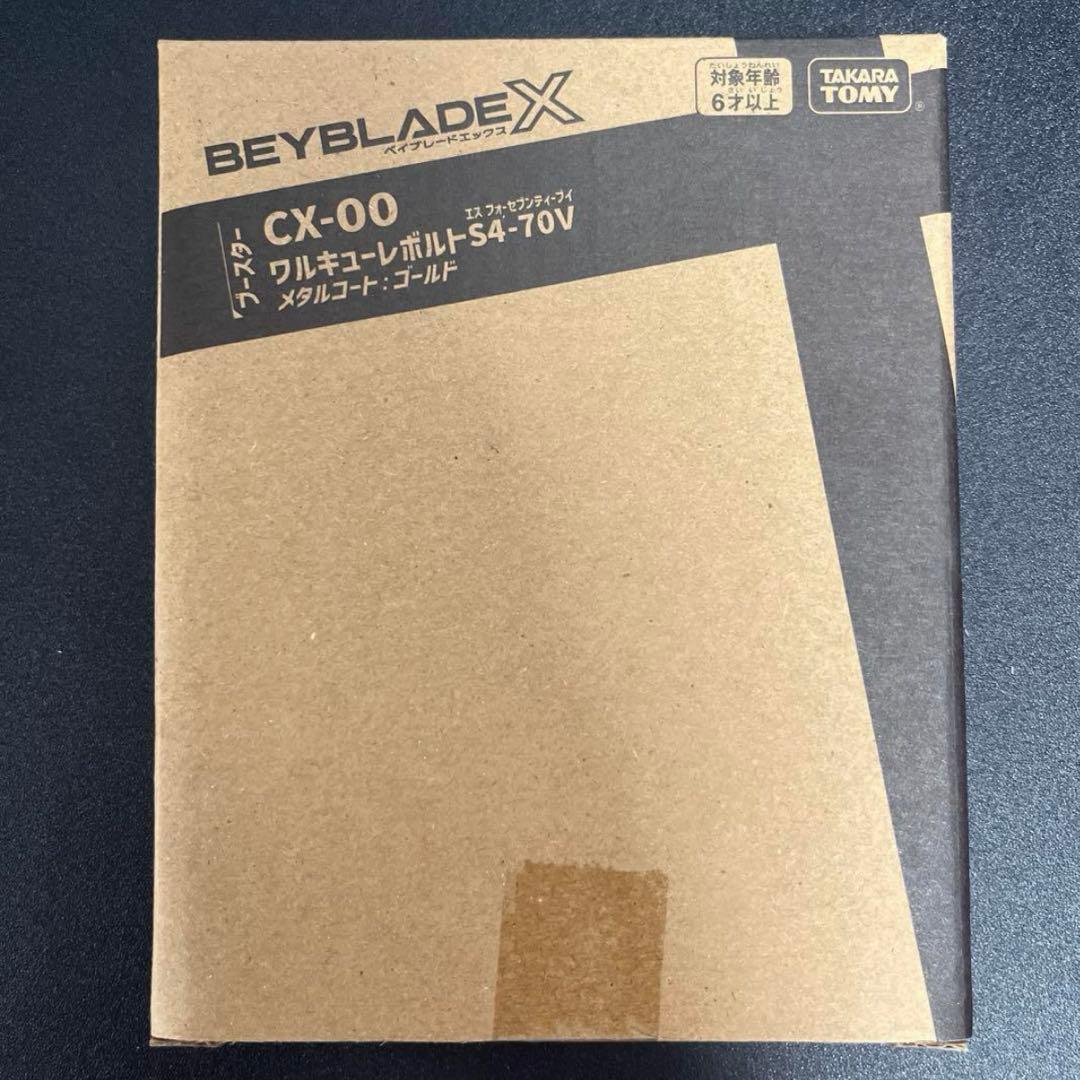 BEYBLADE X
ベイブレードエックス
たいしょうねんれい
対象年齢
さい いじょう
6才以上
TAKARA
TOMY
®
ブースター
CX-00
エス フォーセブンティーブイ
ワルキューレボルトS4-70V
メタルコート:ゴールド